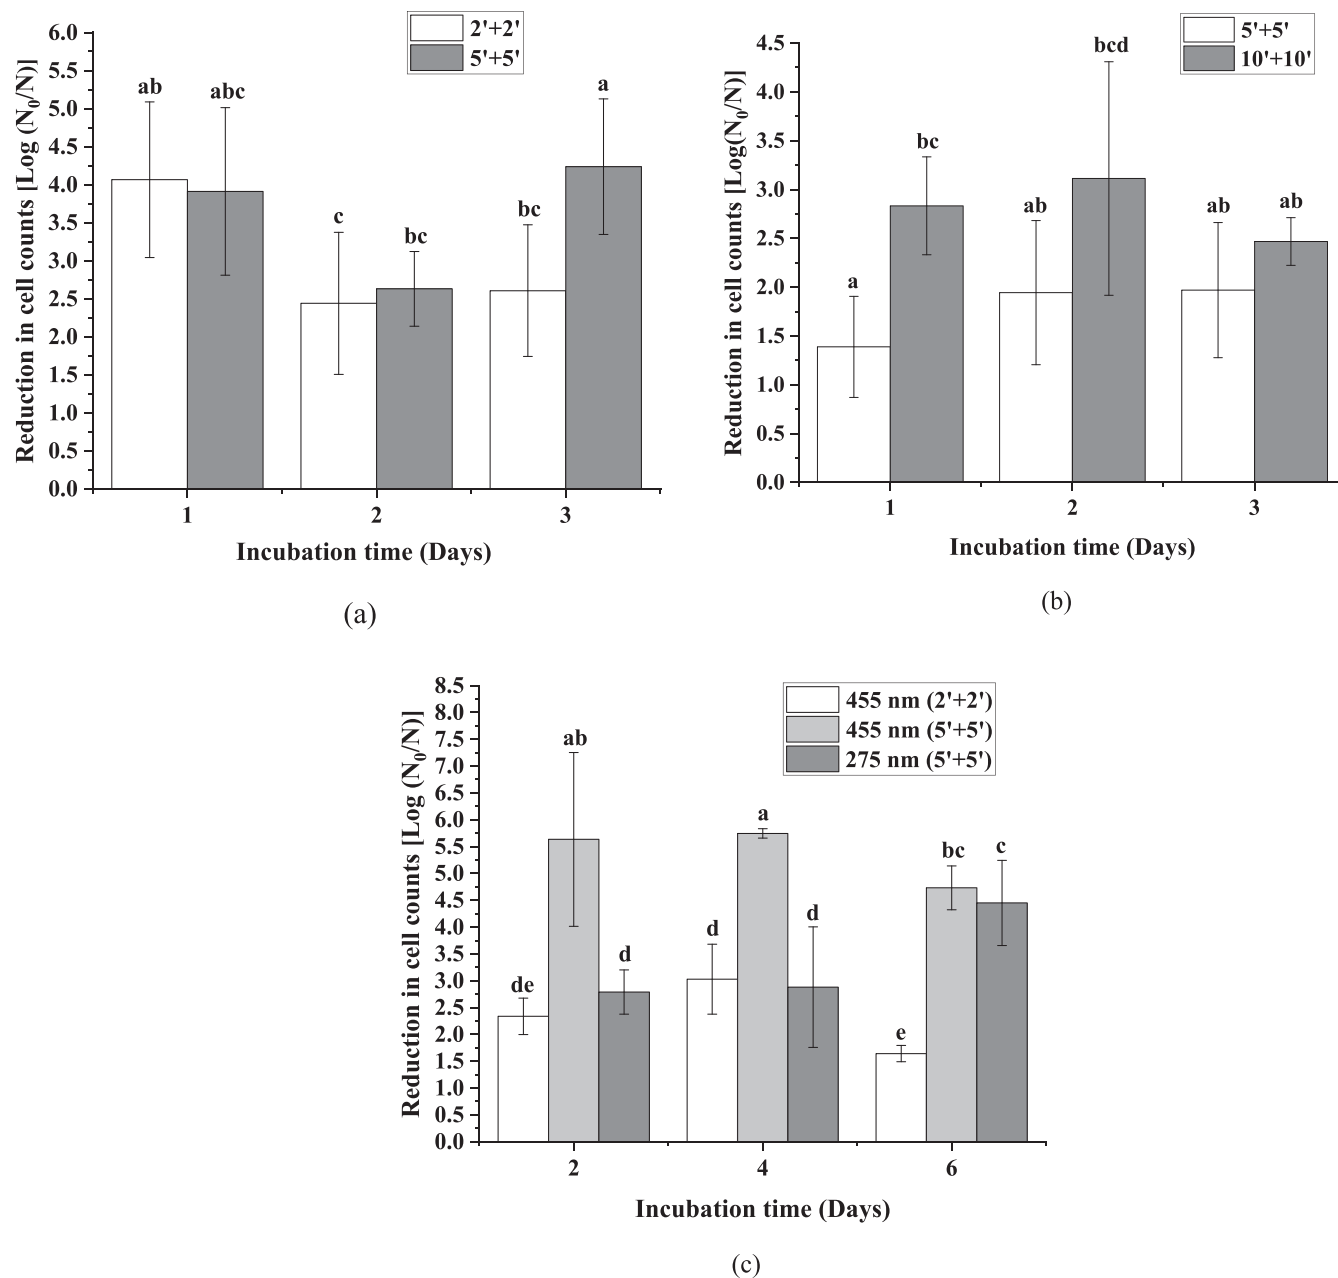 2'+2'
5'+5'
Reduction in cell counts [Log (N0/N)]
6.0
5.5
5.0
4.5
4.0
3.5
3.0
2.5
2.0
1.5
1.0
0.5
0.0
ab
abc
c
bc
bc
a
1 2 3
Incubation time (Days)
(a)
5'+5'
10'+10'
Reduction in cell counts [Log(N0/N)]
4.5
4.0
3.5
3.0
2.5
2.0
1.5
1.0
0.5
0.0
a
bc
ab
bcd
ab
ab
1 2 3
Incubation time (Days)
(b)
455 nm (2'+2')
455 nm (5'+5')
275 nm (5'+5')
Reduction in cell counts [Log (N0/N)]
8.5
8.0
7.5
7.0
6.5
6.0
5.5
5.0
4.5
4.0
3.5
3.0
2.5
2.0
1.5
1.0
0.5
0.0
de
ab
d
d
a
d
e
bc
c
2 4 6
Incubation time (Days)
(c)